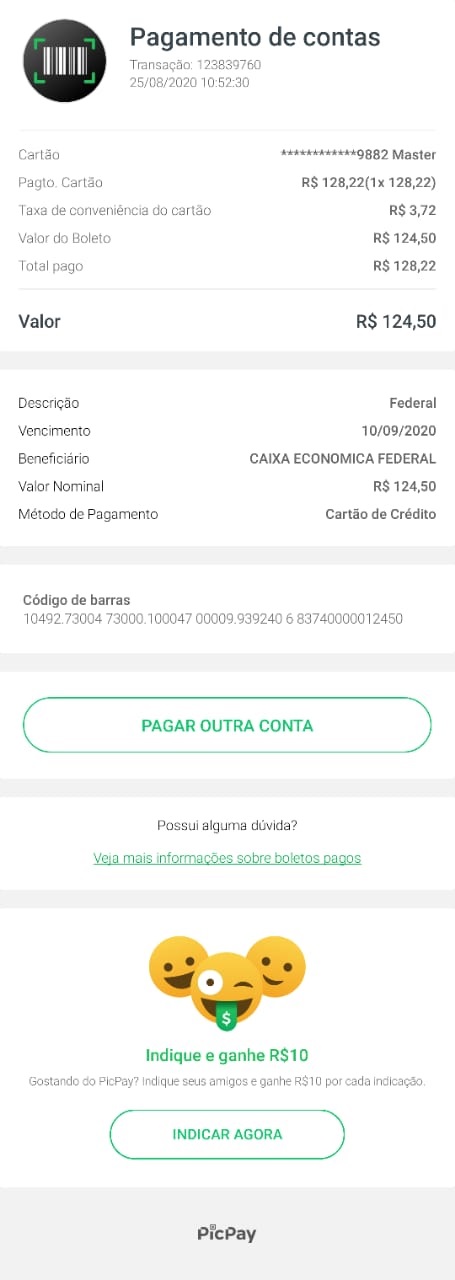 Pagamento de contas
Transação: 123839760
25/08/2020 10:52:30
Cartão ************9882 Master
Pagto. Cartão R$ 128,22(1x 128,22)
Taxa de conveniência do cartão R$ 3,72
Valor do Boleto R$ 124,50
Total pago R$ 128,22
Valor R$ 124,50
Descrição Federal
Vencimento 10/09/2020
Beneficiário CAIXA ECONOMICA FEDERAL
Valor Nominal R$ 124,50
Método de Pagamento Cartão de Crédito
Código de barras
10492.73004 73000.100047 00009.939240 6 83740000012450
PAGAR OUTRA CONTA
Possui alguma dúvida?
Veja mais informações sobre boletos pagos
$
Indique e ganhe R$10
Gostando do PicPay? Indique seus amigos e ganhe R$10 por cada indicação.
INDICAR AGORA
PicPay